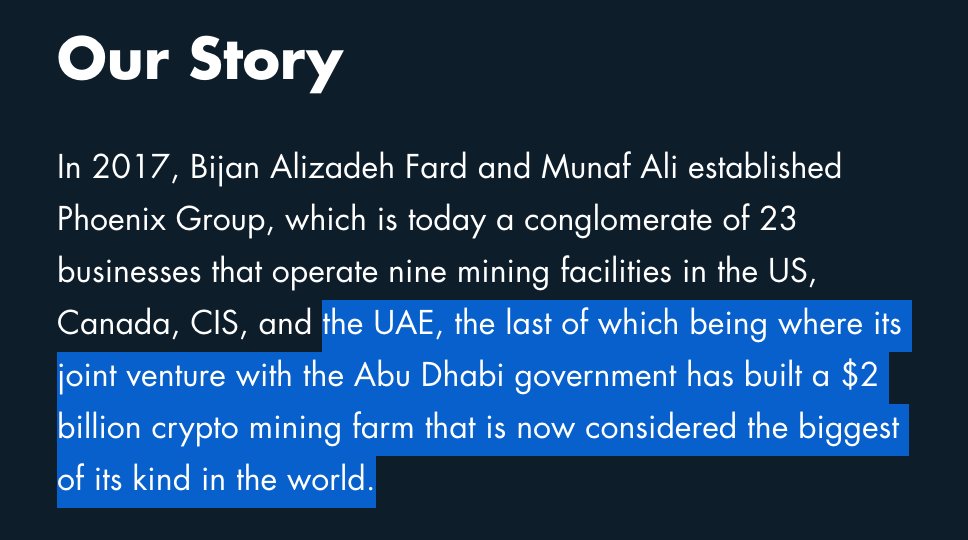 Our Story
In 2017, Bijan Alizadeh Fard and Munaf Ali established
Phoenix Group, which is today a conglomerate of 23
businesses that operate nine mining facilities in the US,
Canada, CIS, and the UAE, the last of which being where its
joint venture with the Abu Dhabi government has built a $2
billion crypto mining farm that is now considered the biggest
of its kind in the world.